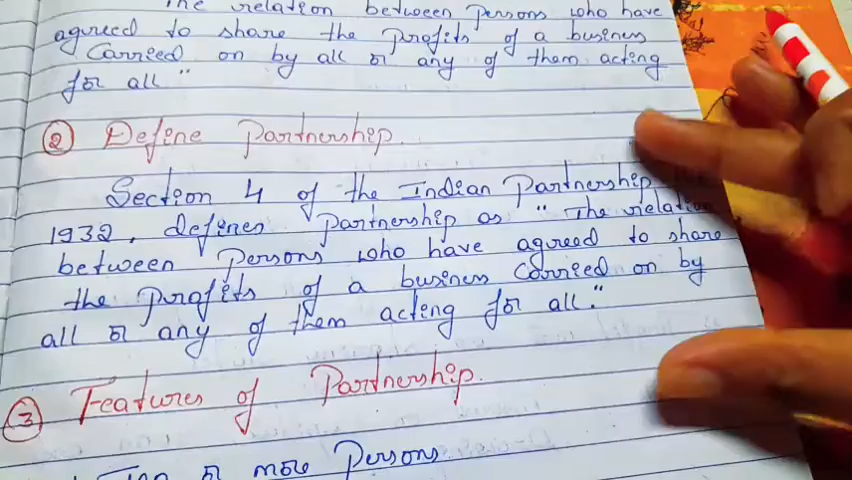 The relation between Persons who have
agreed to share the Profits of a business
Carried on by all or any of them acting
for all"
② Define Partnership.
Section 4 of the Indian Partnership
1932, defines Partnership as "The relation
between Persons who have agreed to share
the Profits of a business Carried on by
all or any of them acting for all."
③ Features of Partnership.
Two or more Persons